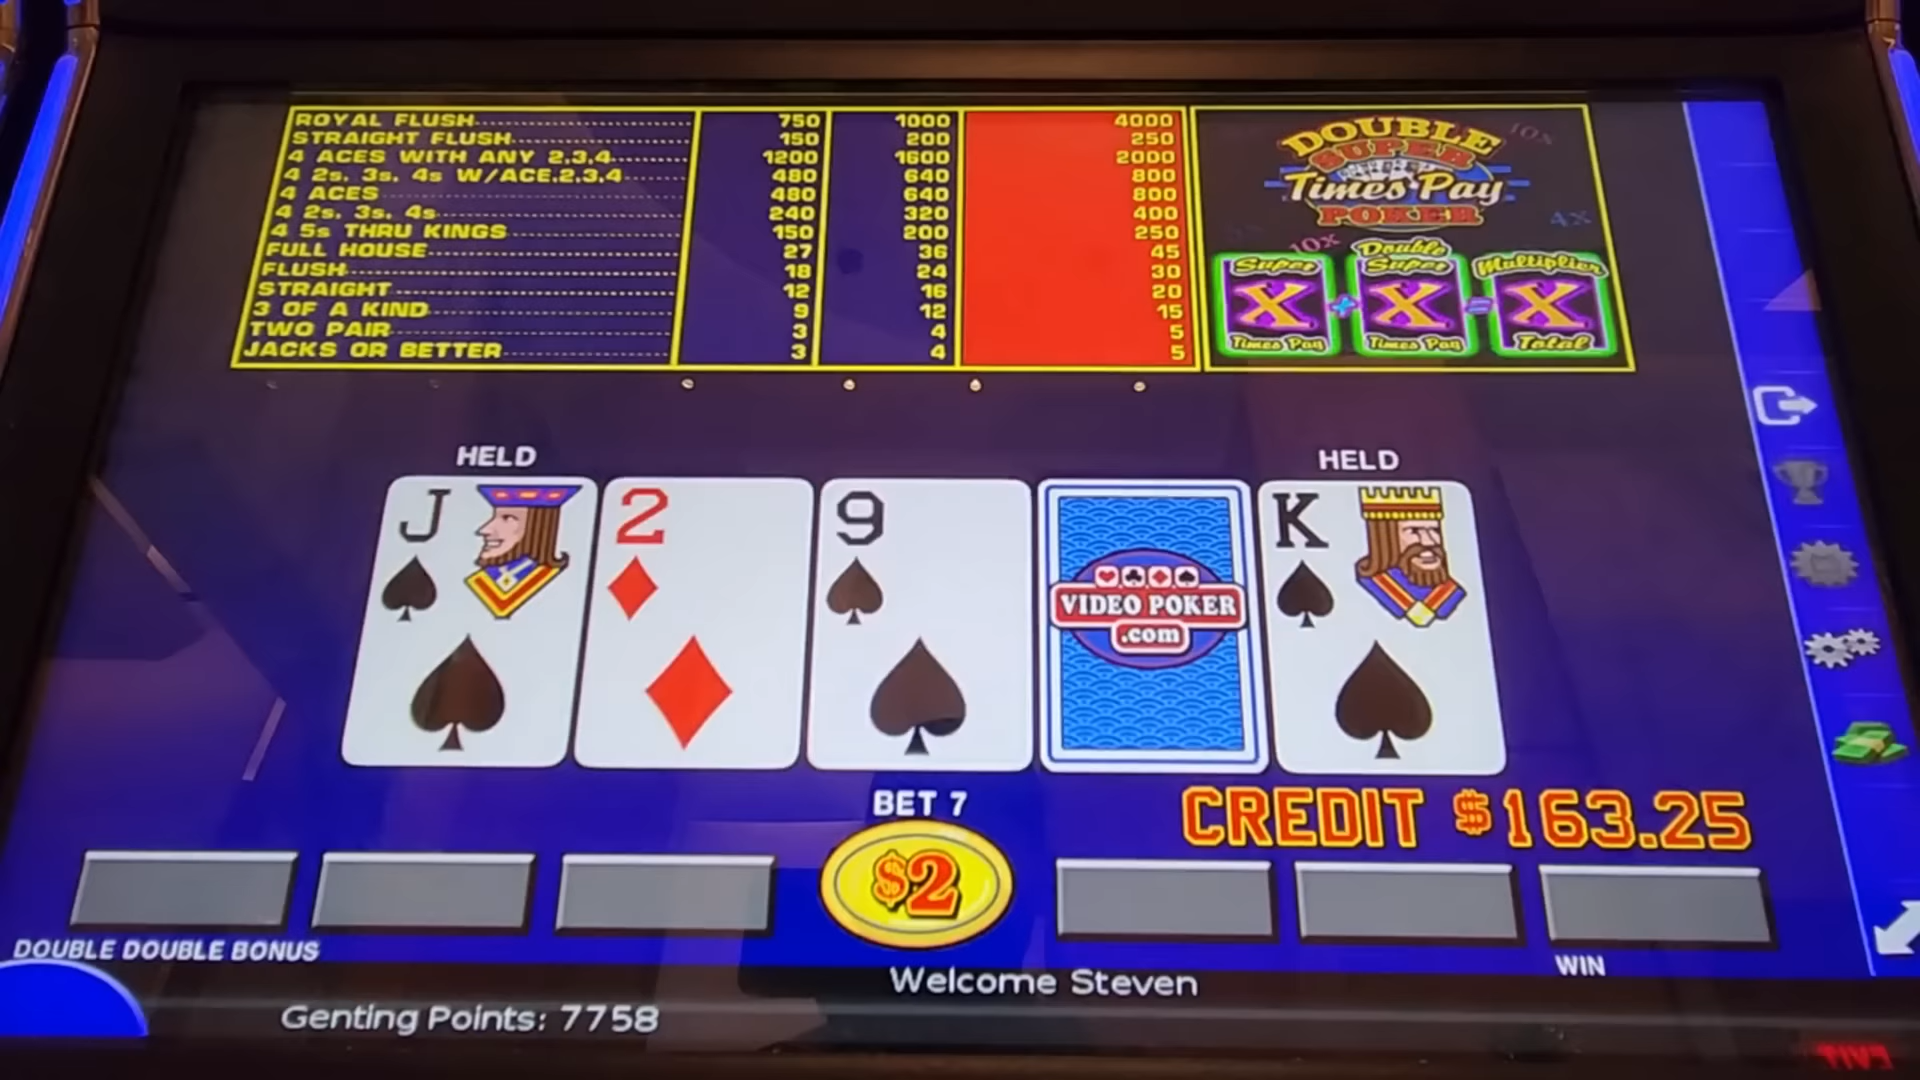 ROYAL FLUSH 750 1000 4000
STRAIGHT FLUSH 150 200 250
4 ACES WITH ANY 2,3,4 1200 1600 2000
4 2s, 3s, 4s W/ACE,2,3,4 480 640 800
4 ACES 480 640 800
4 2s, 3s, 4s 240 320 400
4 5s THRU KINGS 150 200 250
FULL HOUSE 27 36 45
FLUSH 18 24 30
STRAIGHT 12 16 20
3 OF A KIND 9 12 15
TWO PAIR 3 4 5
JACKS OR BETTER 3 4 5
DOUBLE
SUPER
Times Pay
POKER
10x
4x
10x
Super X Times Pay
+
Double Super X Times Pay
=
Multiplier X Total
HELD HELD
J 2 9 K
VIDEO POKER
.com
BET 7
CREDIT $163.25
$2
DOUBLE DOUBLE BONUS
WIN
Welcome Steven
Genting Points: 7758